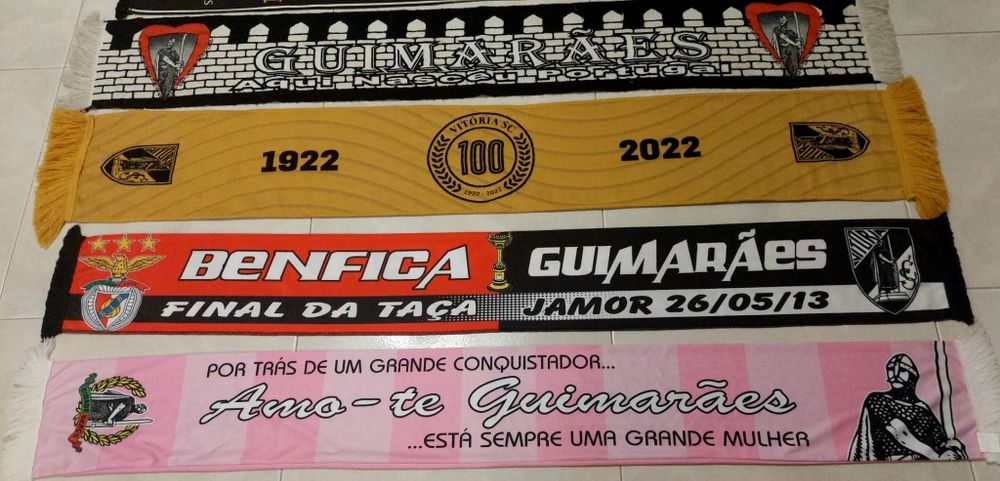 GUIMARÃES
Aqui Nasceu Portugal
1922
VITÓRIA SC
100
1922 - 2022
2022
BENFICA
GUIMARÃES
FINAL DA TAÇA
JAMOR 26/05/13
POR TRÁS DE UM GRANDE CONQUISTADOR...
Amo-te Guimarães
...ESTÁ SEMPRE UMA GRANDE MULHER